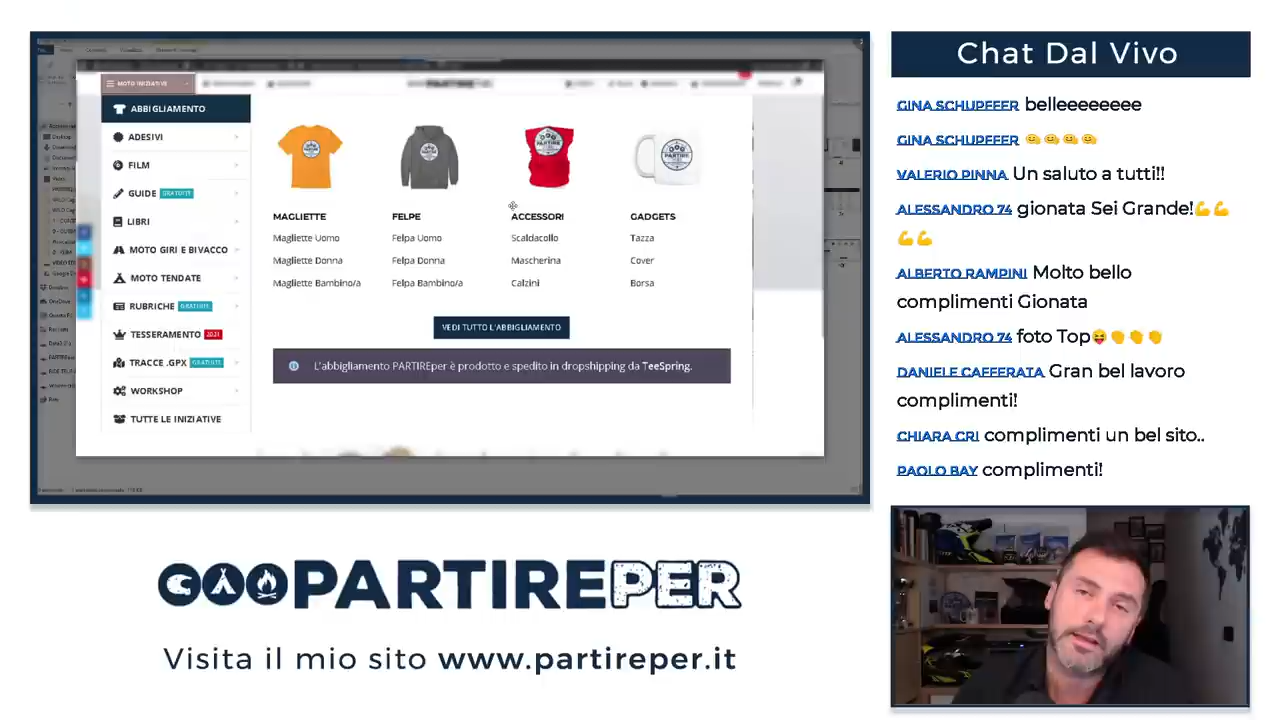 MOTO INIZIATIVE
ABBIGLIAMENTO
ADESIVI
FILM
GUIDE GRATUITE
LIBRI
MOTO GIRI E BIVACCO
MOTO TENDATE
RUBRICHE GRATUITE
TESSERAMENTO 2021
TRACCE .GPX GRATUITE
WORKSHOP
TUTTE LE INIZIATIVE
MAGLIETTE
Magliette Uomo
Magliette Donna
Magliette Bambino/a
FELPE
Felpa Uomo
Felpa Donna
Felpa Bambino/a
ACCESSORI
Scaldacollo
Mascherina
Calzini
GADGETS
Tazza
Cover
Borsa
VEDI TUTTO L'ABBIGLIAMENTO
L'abbigliamento PARTIREper è prodotto e spedito in dropshipping da TeeSpring.
PARTIREPER
Visita il mio sito www.partireper.it
Chat Dal Vivo
GINA SCHUPFFER belleeeeeeee
GINA SCHUPFFER 😊😊😊😊
VALERIO PINNA Un saluto a tutti!!
ALESSANDRO 74 gionata Sei Grande!💪💪
💪💪
ALBERTO RAMPINI Molto bello
complimenti Gionata
ALESSANDRO 74 foto Top😝👏👏👏
DANIELE CAFFERATA Gran bel lavoro
complimenti!
CHIARA CRI complimenti un bel sito..
PAOLO BAY complimenti!